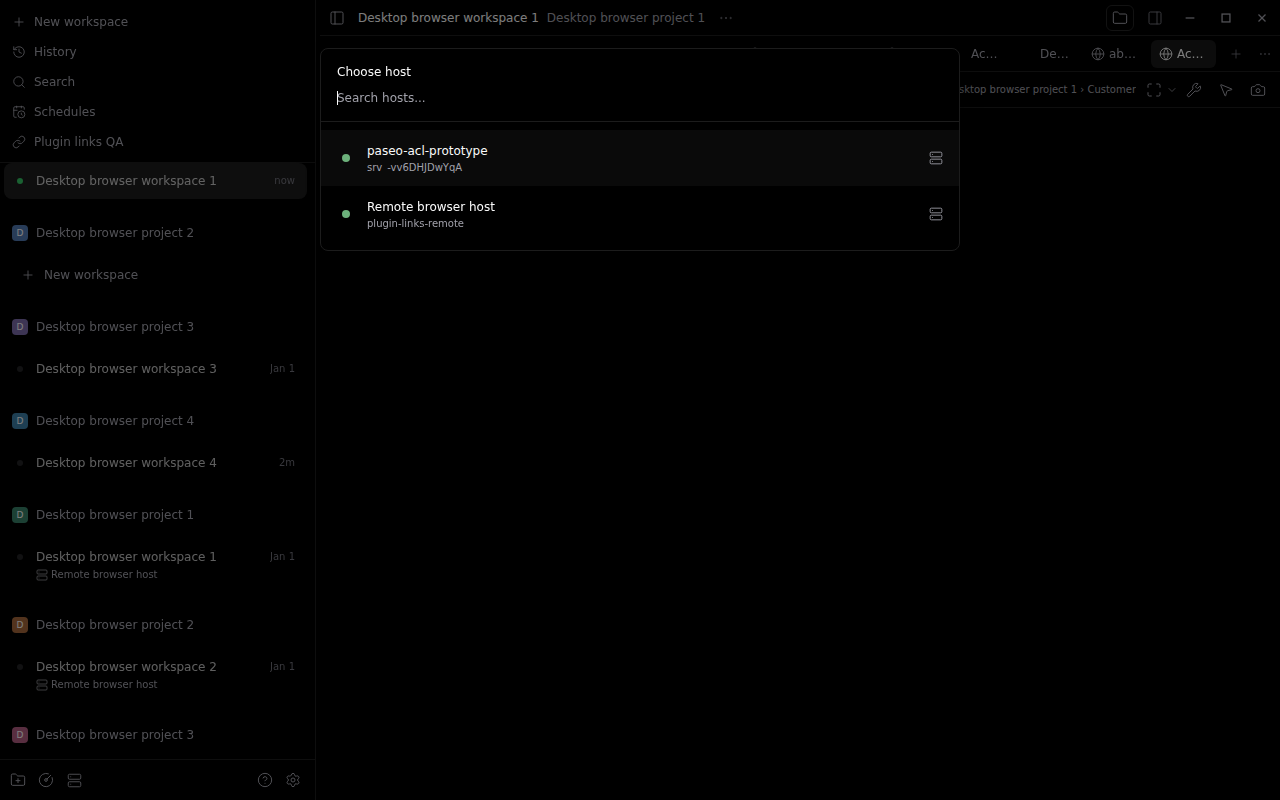 New workspace
History
Search
Schedules
Plugin links QA
Desktop browser workspace 1 now
D Desktop browser project 2
New workspace
D Desktop browser project 3
Desktop browser workspace 3 Jan 1
D Desktop browser project 4
Desktop browser workspace 4 2m
D Desktop browser project 1
Desktop browser workspace 1 Jan 1
Remote browser host
D Desktop browser project 2
Desktop browser workspace 2 Jan 1
Remote browser host
D Desktop browser project 3
Desktop browser workspace 1 Desktop browser project 1
Ac... De... ab... Ac...
sktop browser project 1 › Customer
Choose host
Search hosts...
paseo-acl-prototype
srv_-vv6DHJDwYqA
Remote browser host
plugin-links-remote